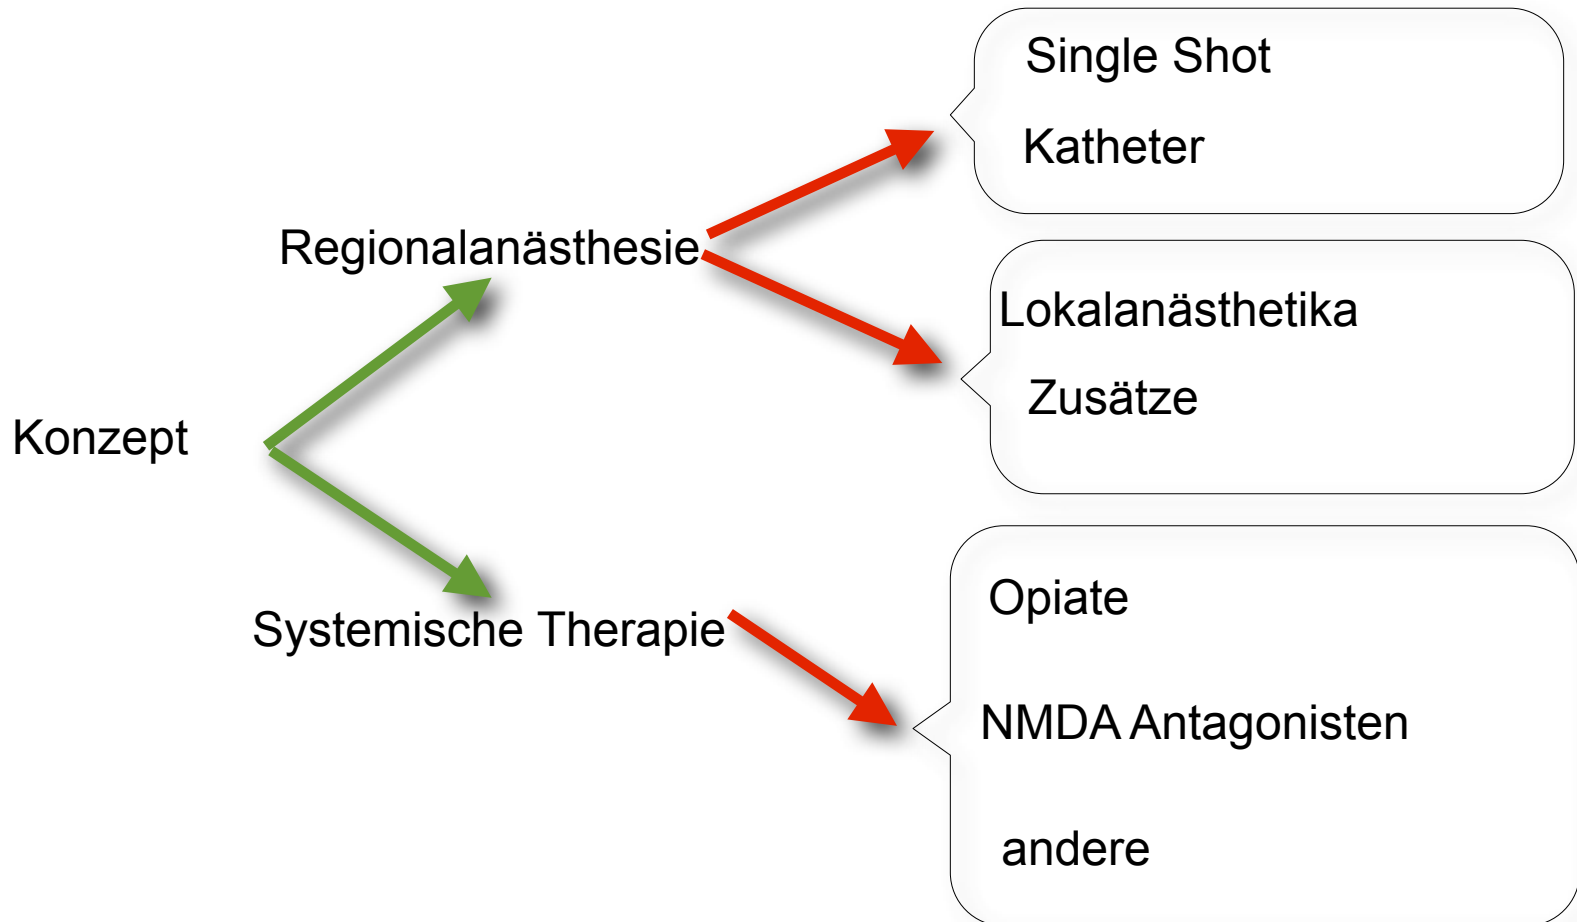 Single Shot
Katheter
Regionalanästhesie
Lokalanästhetika
Zusätze
Konzept
Opiate
Systemische Therapie
NMDA Antagonisten
andere